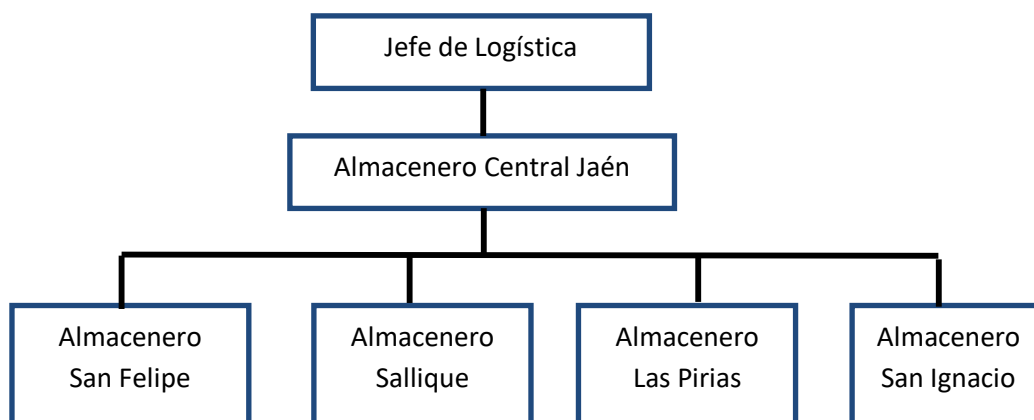 Jefe de Logística
Almacenero Central Jaén
Almacenero
San Felipe
Almacenero
Sallique
Almacenero
Las Pirias
Almacenero
San Ignacio